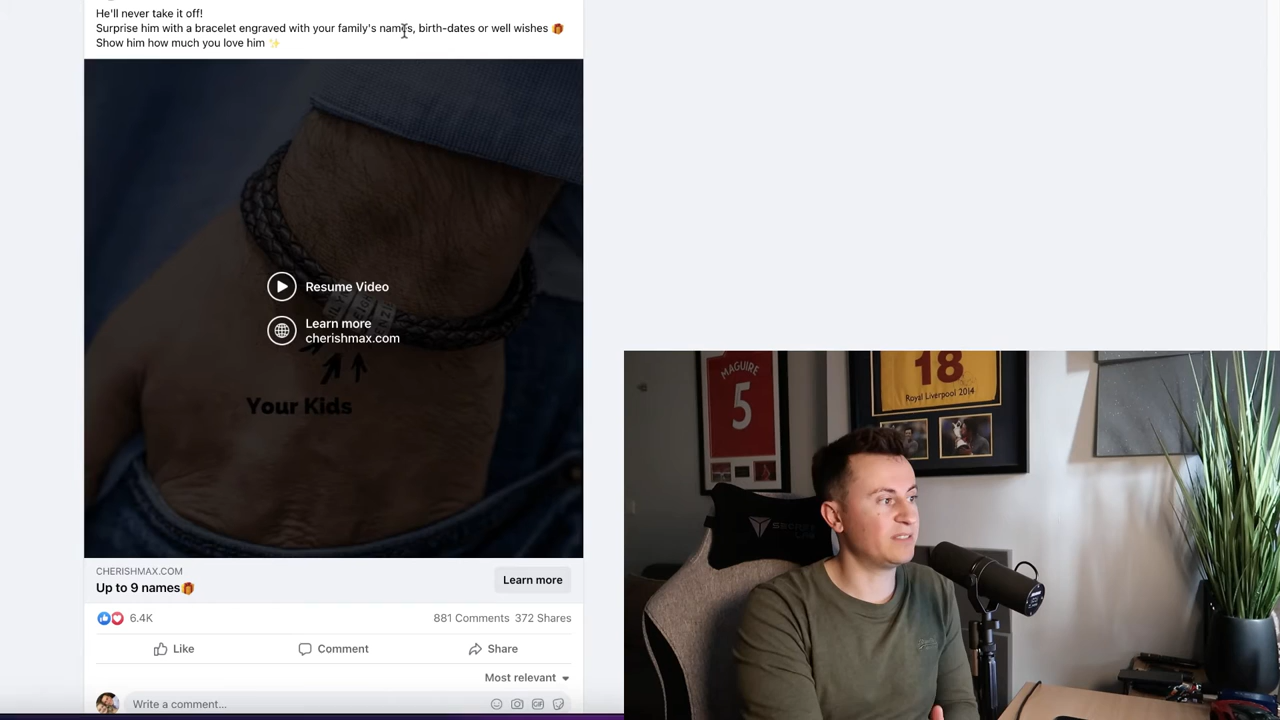 He'll never take it off!
Surprise him with a bracelet engraved with your family's names, birth-dates or well wishes 🎁
Show him how much you love him ✨
Resume Video
Learn more
cherishmax.com
Your Kids
CHERISHMAX.COM
Up to 9 names🎁
Learn more
6.4K
881 Comments 372 Shares
Like
Comment
Share
Most relevant
Write a comment...
MAGUIRE
5
18
Royal Liverpool 2014